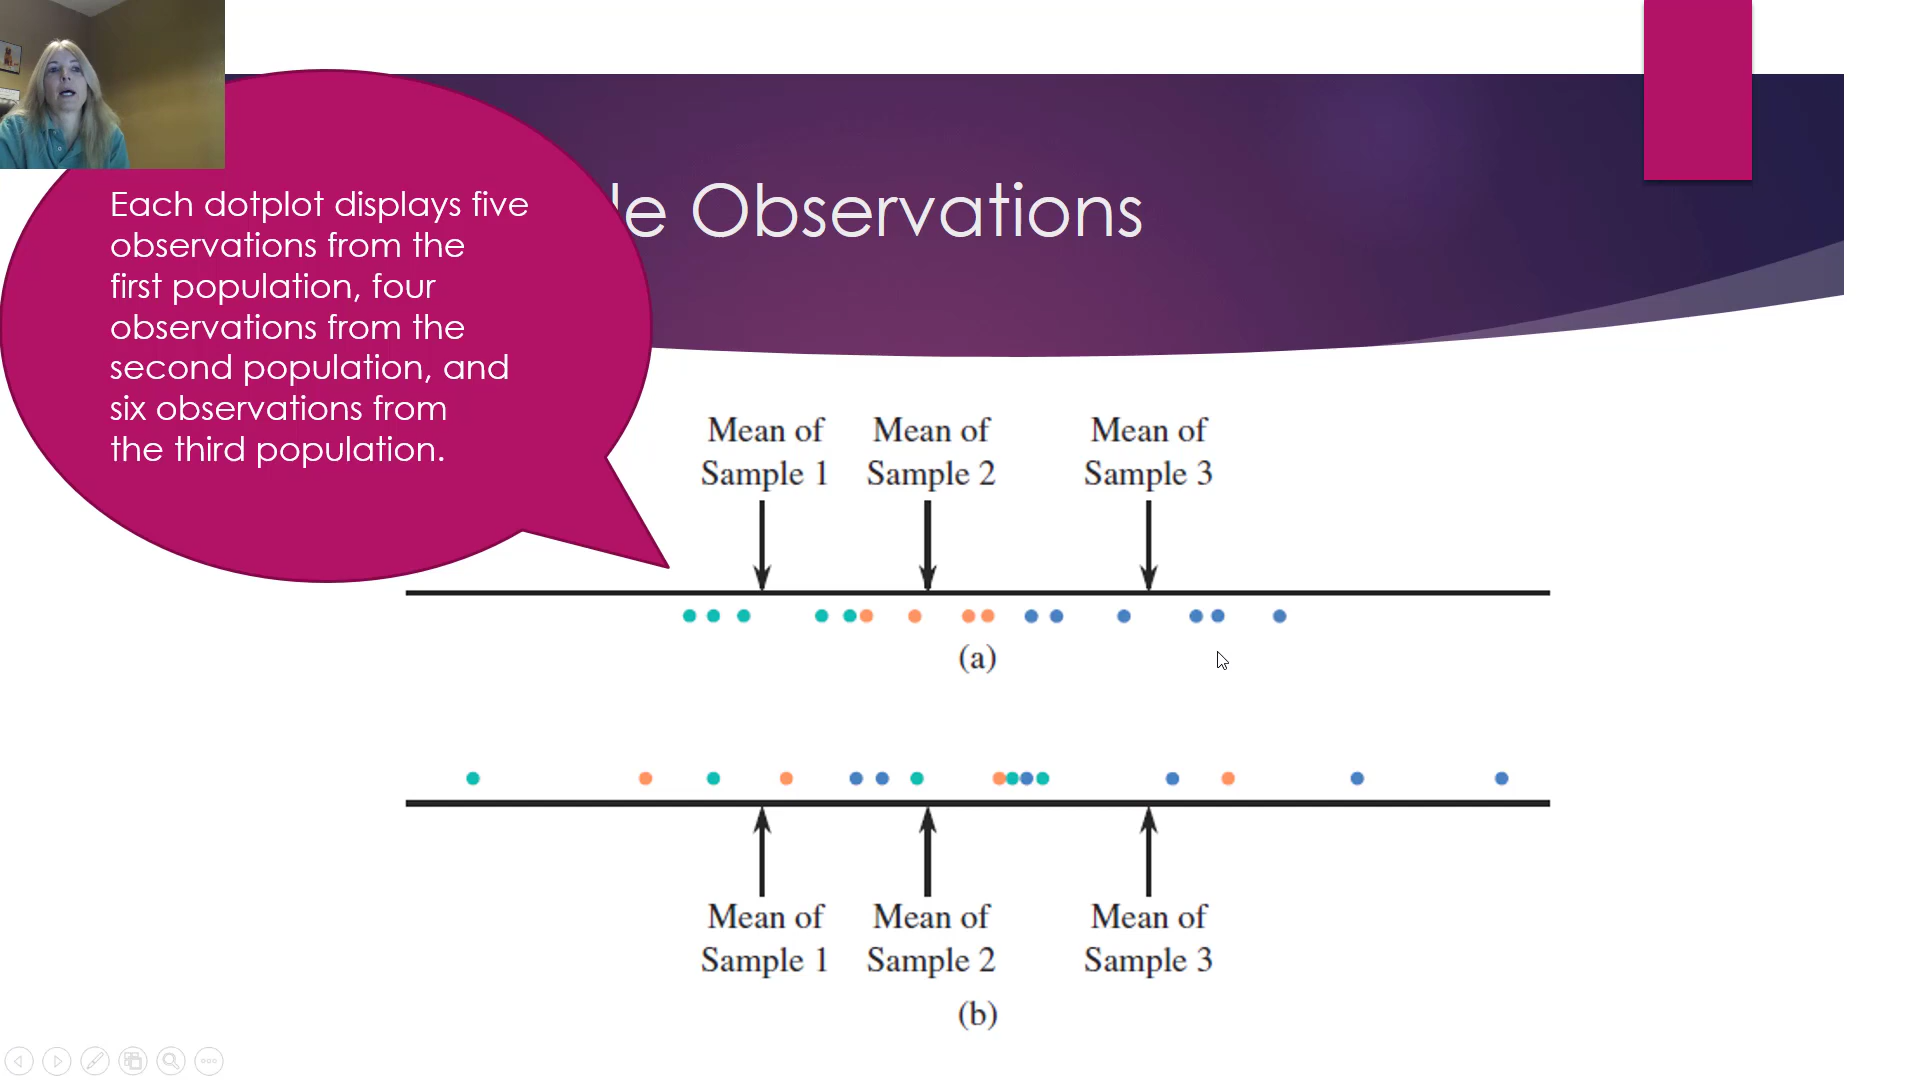 le Observations
Each dotplot displays five
observations from the
first population, four
observations from the
second population, and
six observations from
the third population.
Mean of Mean of Mean of
Sample 1 Sample 2 Sample 3
(a)
Mean of Mean of Mean of
Sample 1 Sample 2 Sample 3
(b)